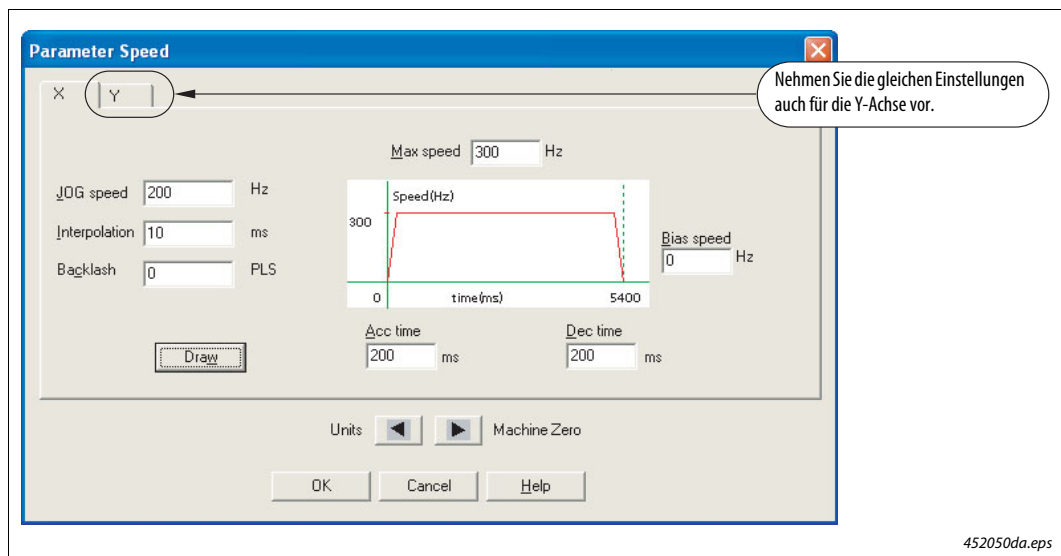 Parameter Speed
X
Y
Nehmen Sie die gleichen Einstellungen
auch für die Y-Achse vor.
Max speed 300 Hz
JOG speed 200 Hz
Interpolation 10 ms
Backlash 0 PLS
Speed(Hz)
300
0 time(ms) 5400
Bias speed
0 Hz
Acc time
200 ms
Dec time
200 ms
Draw
Units Machine Zero
OK Cancel Help
452050da.eps